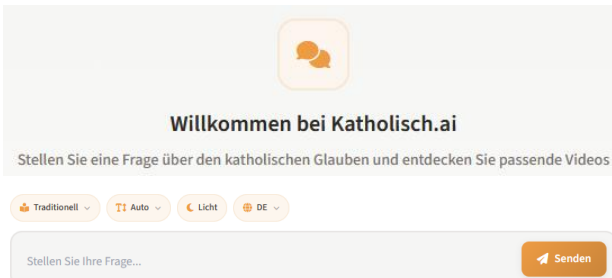 Willkommen bei Katholisch.ai
Stellen Sie eine Frage über den katholischen Glauben und entdecken Sie passende Videos
Traditionell Auto Licht DE
Stellen Sie Ihre Frage... Senden